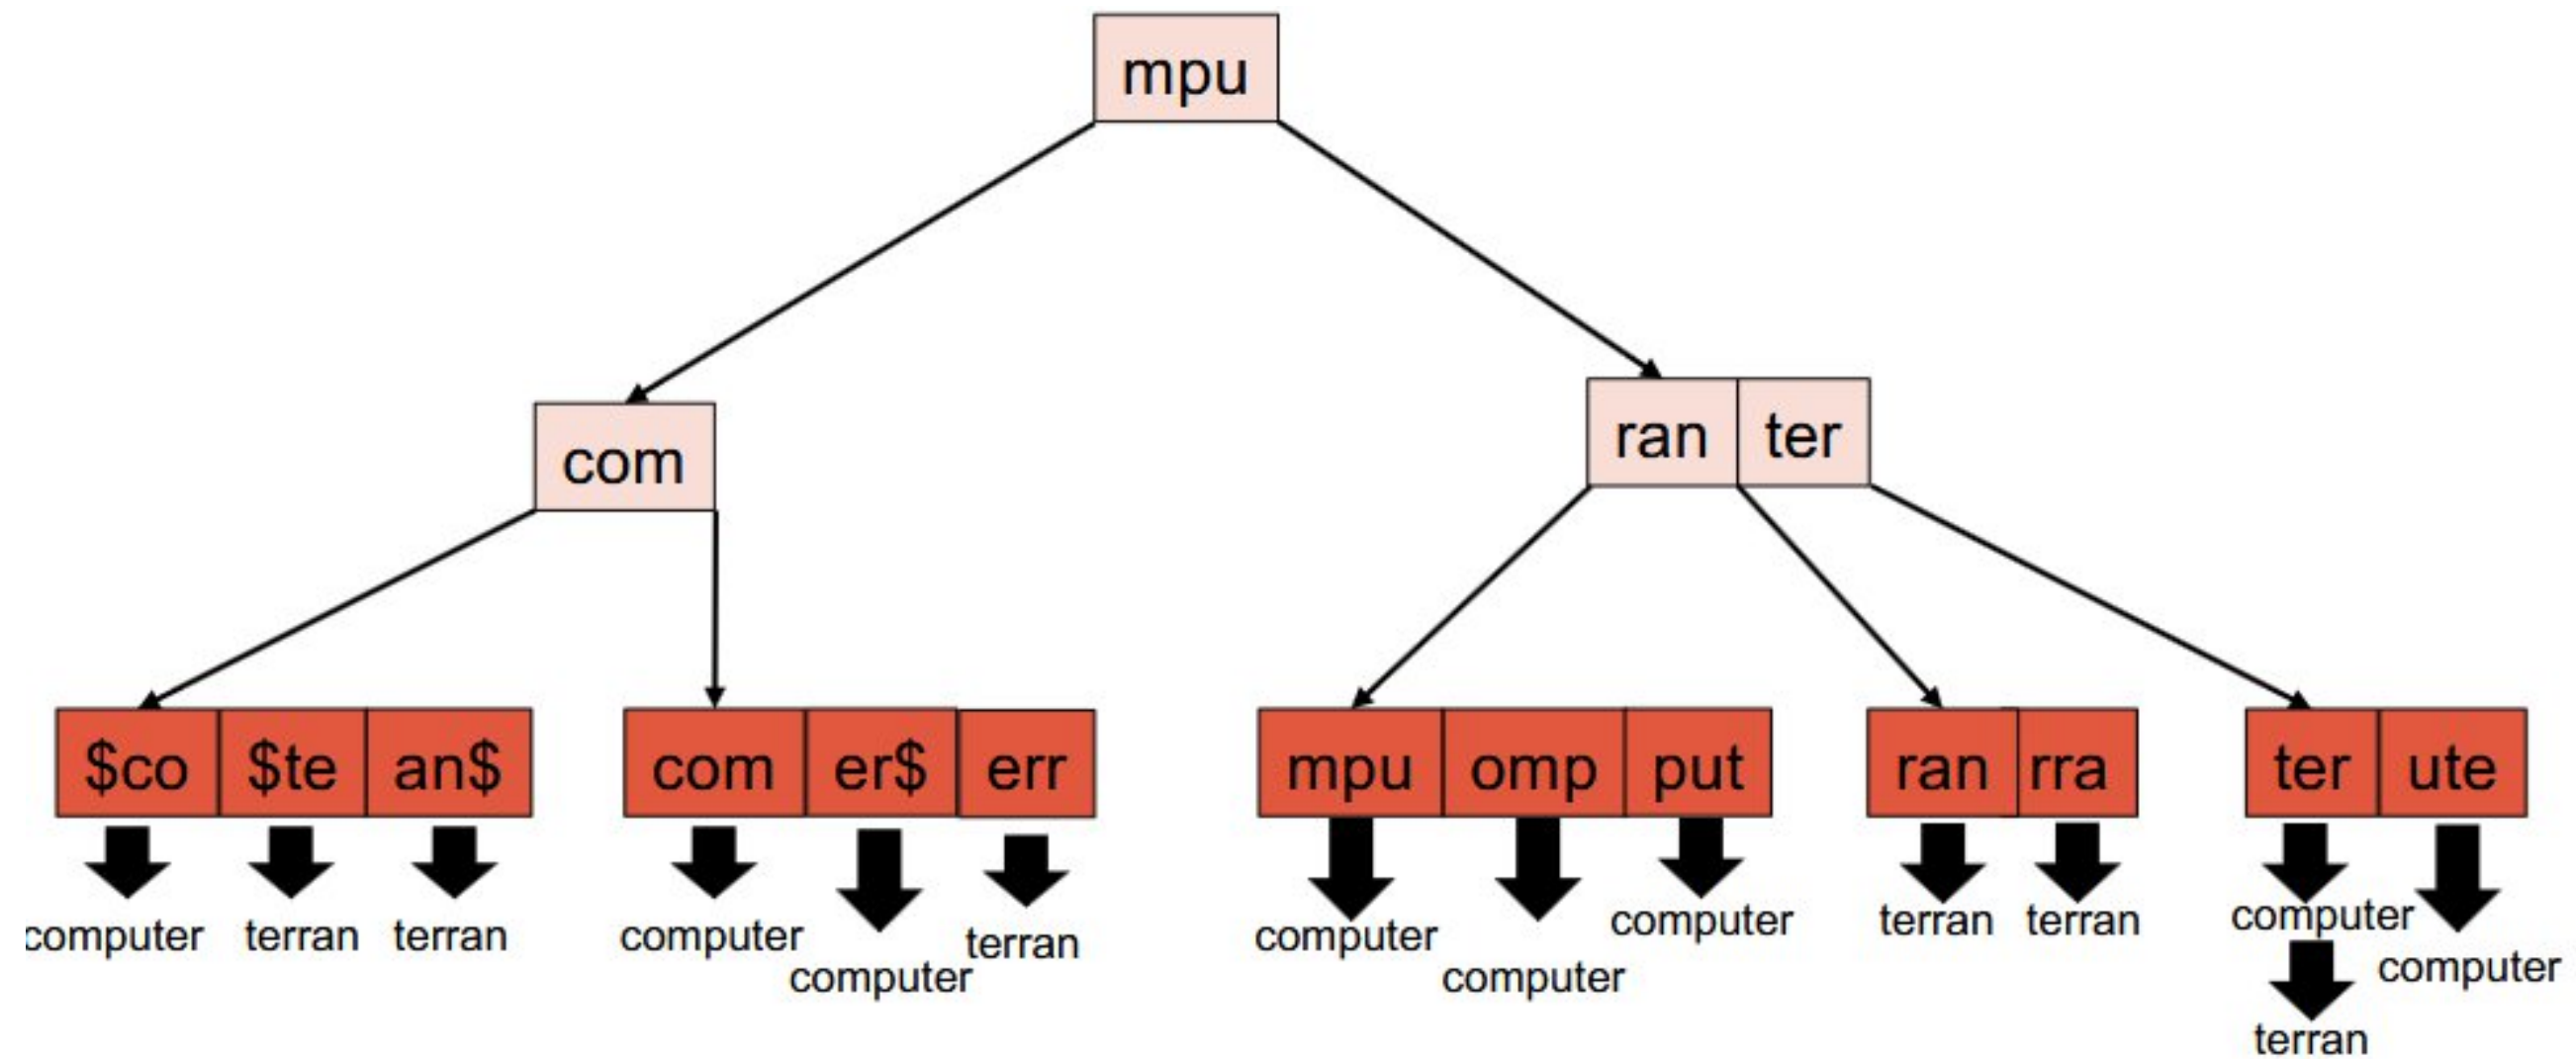 mpu
com
ran ter
$co $te an$ com er$ err mpu omp put ran rra ter ute
computer terran terran computer computer terran computer computer computer terran terran computer computer
terran